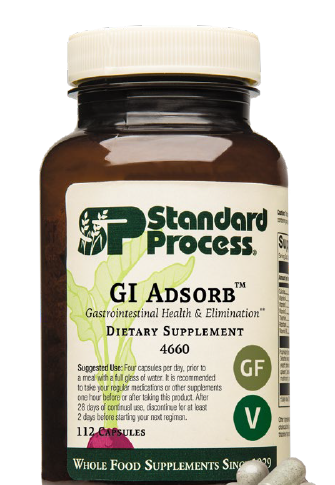 Standard
Process®
GI ADSORB™
Gastrointestinal Health & Elimination**
DIETARY SUPPLEMENT
4660
Suggested Use: Four capsules per day, prior to
a meal with a full glass of water. It is recommended
to take your regular medications or other supplements
one hour before or after taking this product. After
28 days of continual use, discontinue for at least
2 days before starting your next regimen.
112 CAPSULES
GF
V
WHOLE FOOD SUPPLEMENTS SINCE 1929